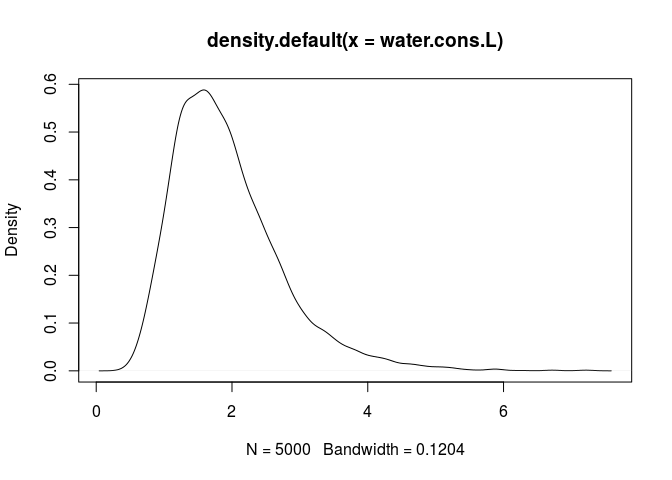 density.default(x = water.cons.L)
Density
0.0 0.1 0.2 0.3 0.4 0.5 0.6
0 2 4 6
N = 5000 Bandwidth = 0.1204